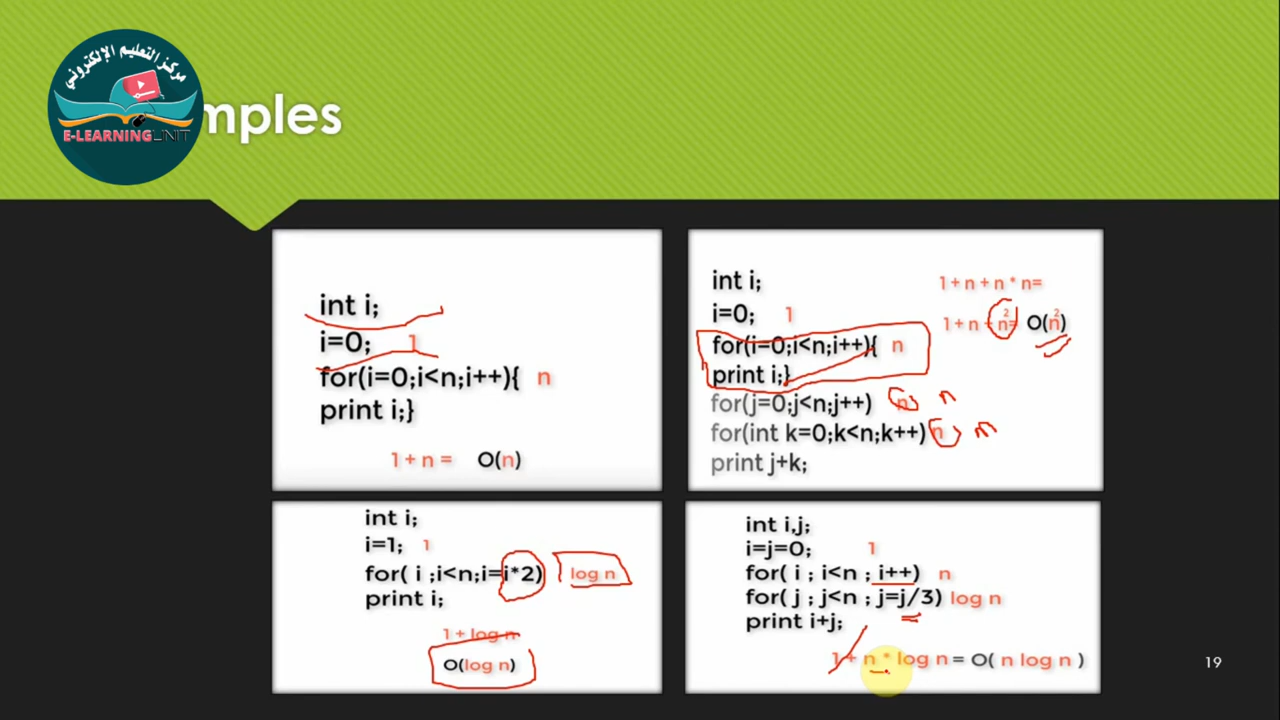 مركز التعليم الإلكتروني
E-LEARNING UNIT
mples
int i;
i=0; 1
for(i=0;i<n;i++){ n
print i;}
1 + n = O(n)
int i;
i=0; 1
for(i=0;i<n;i++){ n
print i;}
for(j=0;j<n;j++) n n
for(int k=0;k<n;k++) n n
print j+k;
1 + n + n * n=
1 + n + n²= O(n²)
int i;
i=1; 1
for( i ;i<n;i=i*2) log n
print i;
1 + log n
O(log n)
int i,j;
i=j=0; 1
for( i ; i<n ; i++) n
for( j ; j<n ; j=j/3) log n
print i+j;
1 + n * log n = O( n log n )
19